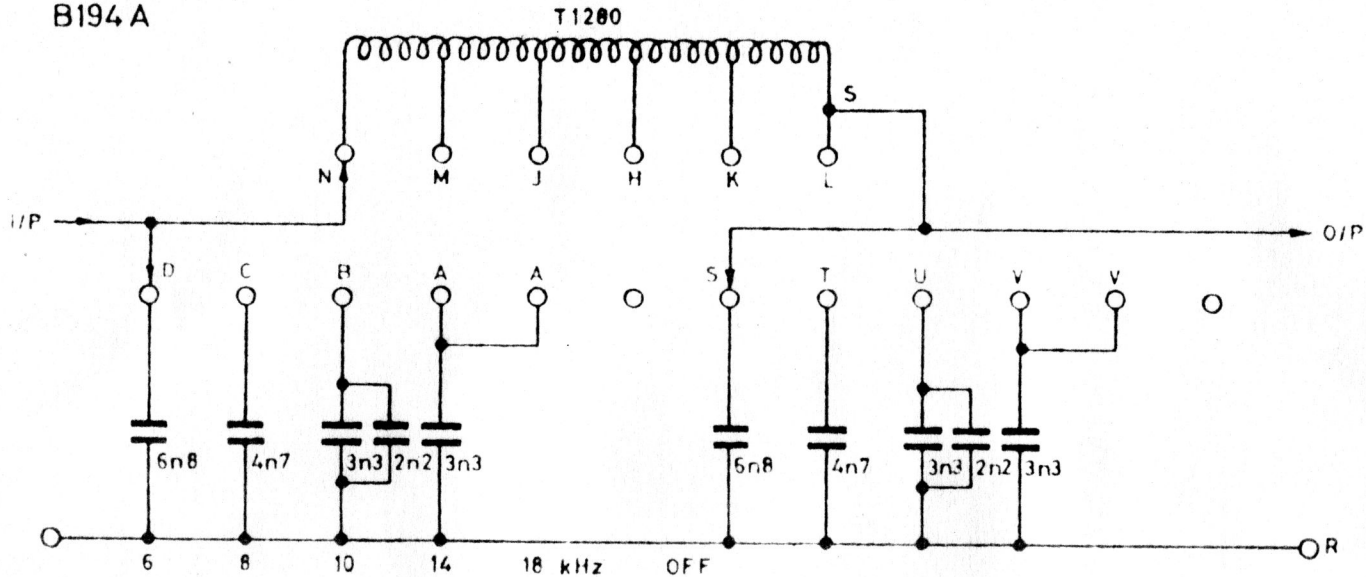 B194 A
T1280
S
N M J H K L
I/P
O/P
D C B A A S T U V V
6n8 4n7 3n3 2n2 3n3 6n8 4n7 3n3 2n2 3n3
R
6 8 10 14 18 kHz OFF